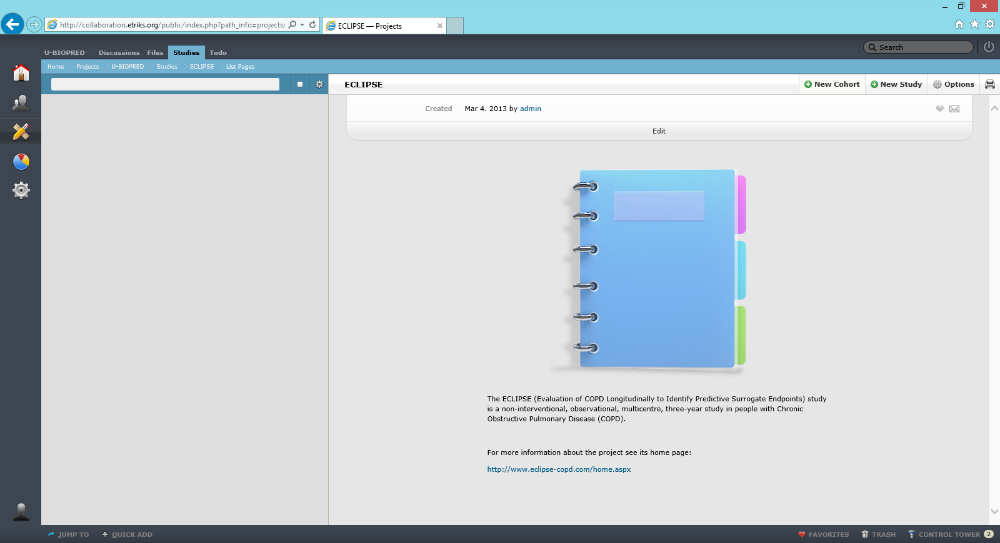 http://collaboration.etriks.org/public/index.php?path_info=projects/
ECLIPSE — Projects
U-BIOPRED Discussions Files Studies Todo
Search
Home Projects U-BIOPRED Studies ECLIPSE List Pages
ECLIPSE
New Cohort New Study Options
Created Mar 4. 2013 by admin
Edit
The ECLIPSE (Evaluation of COPD Longitudinally to Identify Predictive Surrogate Endpoints) study
is a non-interventional, observational, multicentre, three-year study in people with Chronic
Obstructive Pulmonary Disease (COPD).
For more information about the project see its home page:
http://www.eclipse-copd.com/home.aspx
JUMP TO QUICK ADD FAVORITES TRASH CONTROL TOWER 2